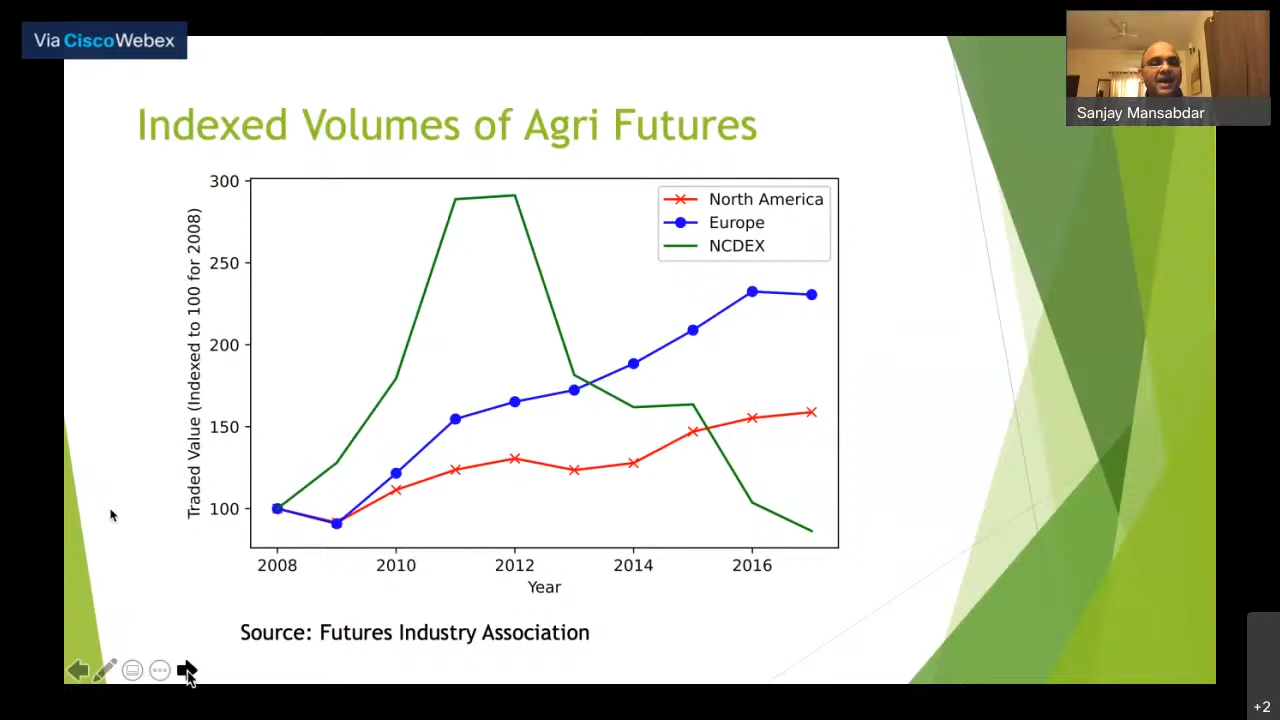 Via CiscoWebex
Sanjay Mansabdar
Indexed Volumes of Agri Futures
300
250
200
150
100
Traded Value (Indexed to 100 for 2008)
North America
Europe
NCDEX
2008
2010
2012
2014
2016
Year
Source: Futures Industry Association
+2